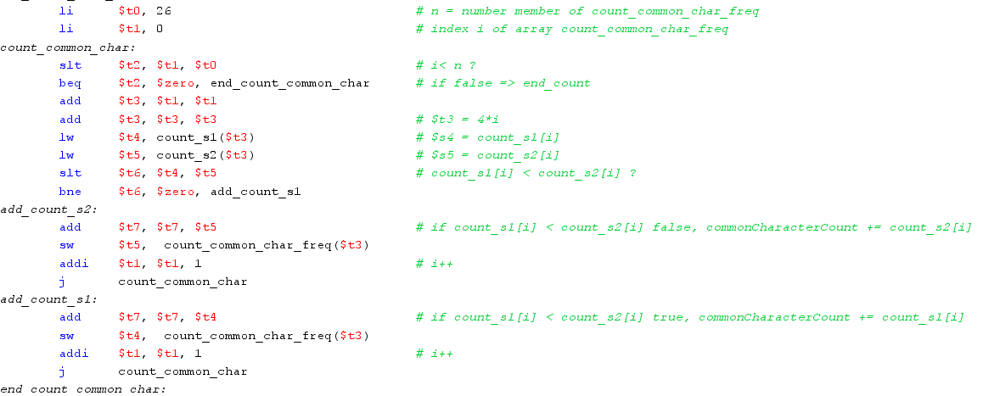 li $t0, 26 # n = number member of count_common_char_freq
li $t1, 0 # index i of array count_common_char_freq
count_common_char:
slt $t2, $t1, $t0 # i< n ?
beq $t2, $zero, end_count_common_char # if false => end_count
add $t3, $t1, $t1
add $t3, $t3, $t3 # $t3 = 4*i
lw $t4, count_s1($t3) # $s4 = count_s1[i]
lw $t5, count_s2($t3) # $s5 = count_s2[i]
slt $t6, $t4, $t5 # count_s1[i] < count_s2[i] ?
bne $t6, $zero, add_count_s1
add_count_s2:
add $t7, $t7, $t5 # if count_s1[i] < count_s2[i] false, commonCharacterCount += count_s2[i]
sw $t5, count_common_char_freq($t3)
addi $t1, $t1, 1 # i++
j count_common_char
add_count_s1:
add $t7, $t7, $t4 # if count_s1[i] < count_s2[i] true, commonCharacterCount += count_s1[i]
sw $t4, count_common_char_freq($t3)
addi $t1, $t1, 1 # i++
j count_common_char
end_count_common_char: